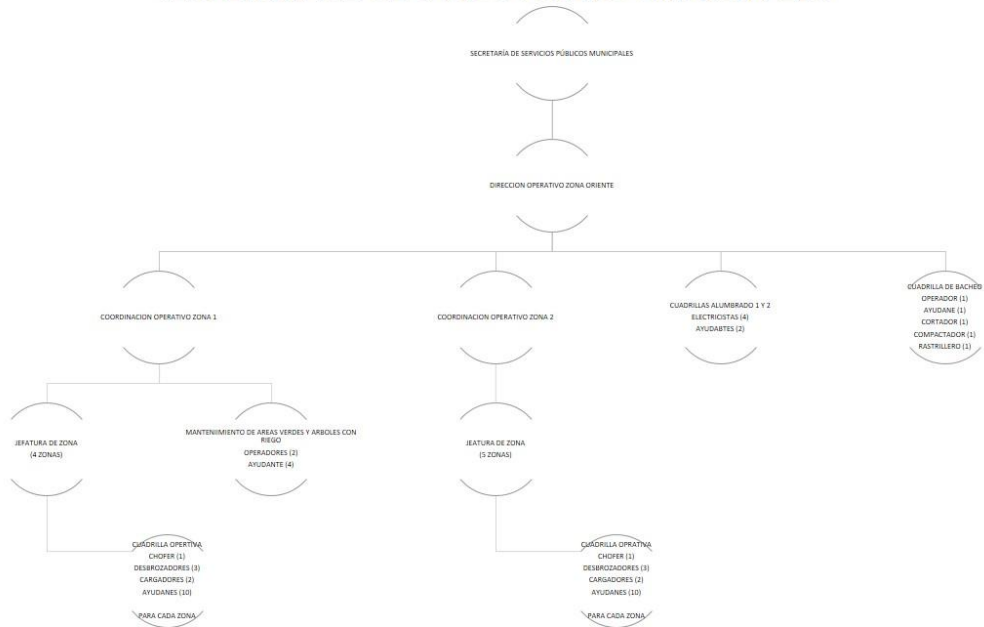 SECRETARÍA DE SERVICIOS PÚBLICOS MUNICIPALES
DIRECCION OPERATIVO ZONA ORIENTE
COORDINACION OPERATIVO ZONA 1
COORDINACION OPERATIVO ZONA 2
CUADRILLAS ALUMBRADO 1 Y 2
ELECTRICISTAS (4)
AYUDABTES (2)
CUADRILLA DE BACHEO
OPERADOR (1)
AYUDANE (1)
CORTADOR (1)
COMPACTADOR (1)
RASTRILLERO (1)
JEFATURA DE ZONA
(4 ZONAS)
MANTENIIMIENTO DE AREAS VERDES Y ARBOLES CON
RIEGO
OPERADORES (2)
AYUDANTE (4)
JEATURA DE ZONA
(5 ZONAS)
CUADRILLA OPERTIVA
CHOFER (1)
DESBROZADORES (3)
CARGADORES (2)
AYUDANES (10)
PARA CADA ZONA
CUADRILLA OPRATIVA
CHOFER (1)
DESBROZADORES (3)
CARGADORES (2)
AYUDANES (10)
PARA CADA ZONA